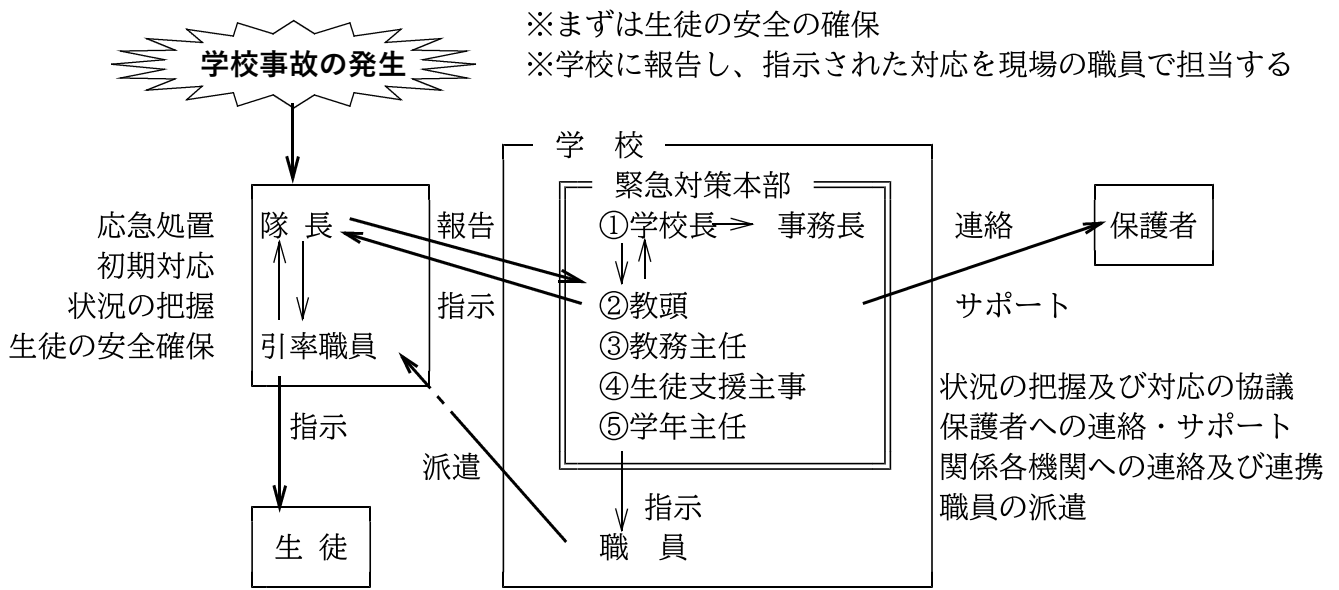 ※まずは生徒の安全の確保
学校事故の発生
※学校に報告し、指示された対応を現場の職員で担当する
学　校
緊急対策本部
応急処置
隊 長
報告
①学校長
事務長
連絡
保護者
初期対応
状況の把握
指示
②教頭
サポート
生徒の安全確保
引率職員
③教務主任
④生徒支援主事
状況の把握及び対応の協議
指示
⑤学年主任
保護者への連絡・サポート
派遣
関係各機関への連絡及び連携
指示
職員の派遣
生 徒
職　員